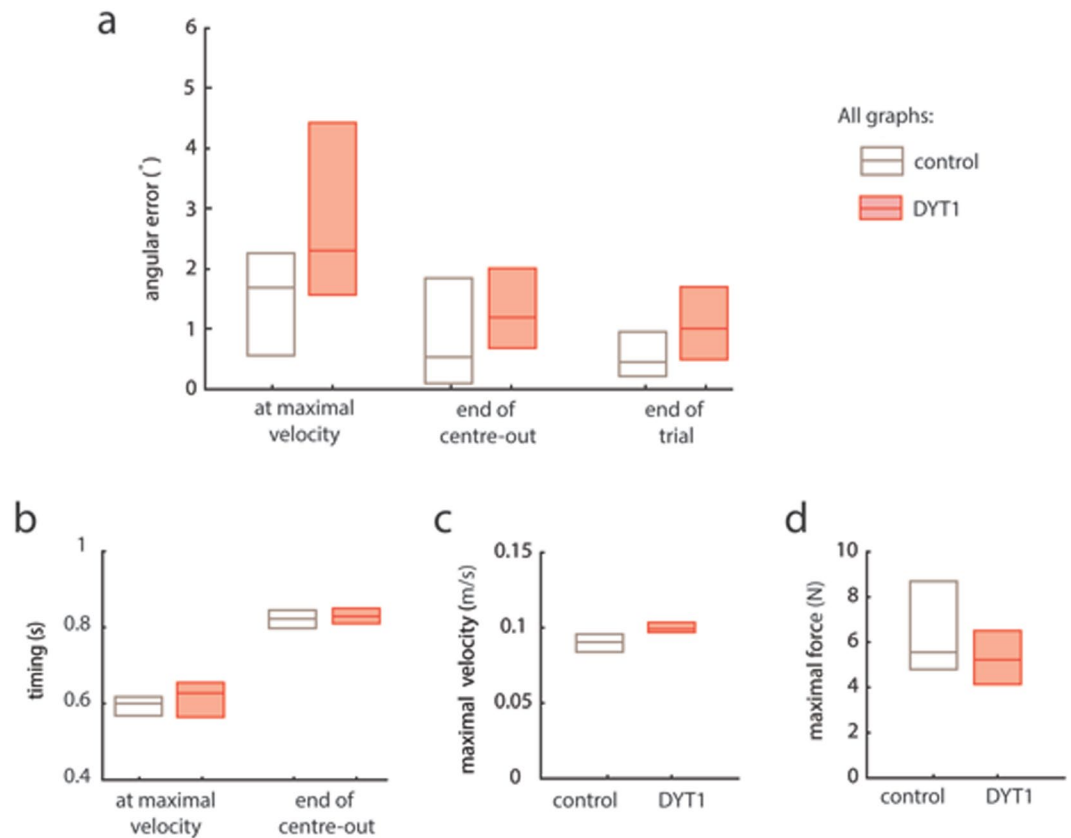 a
6
5
4
3
2
1
0
angular error (°)
at maximal
velocity
end of
centre-out
end of
trial
All graphs:
control
DYT1
b
1
0.8
0.6
0.4
timing (s)
at maximal
velocity
end of
centre-out
c
0.15
0.1
0.05
0
maximal velocity (m/s)
control
DYT1
d
10
8
6
4
2
0
maximal force (N)
control
DYT1